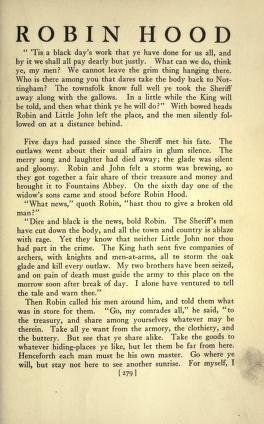 ROBIN HOOD
" 'Tis a black day's work that ye have done for us all, and
by it we shall all pay dearly but justly. What can we do, think
ye, my men? We cannot leave the grim thing hanging there.
Who is there among you that dares take the body back to Not-
tingham? The townsfolk know full well ye took the Sheriff
away along with the gallows. In a little while the King will
be told, and then what think ye he will do?" With bowed heads
Robin and Little John left the place, and the men silently fol-
lowed on at a distance behind.
Five days had passed since the Sheriff met his fate. The
outlaws went about their usual affairs in glum silence. The
merry song and laughter had died away; the glade was silent
and gloomy. Robin and John felt a storm was brewing, so
they got together a fair share of their treasure and money and
brought it to Fountains Abbey. On the sixth day one of the
widow's sons came and stood before Robin Hood.
"What news," quoth Robin, "hast thou to give a broken old
man?"
"Dire and black is the news, bold Robin. The Sheriff's men
have cut down the body, and all the town and country is ablaze
with rage. Yet they know that neither Little John nor thou
had part in the crime. The King hath sent five companies of
archers, with knights and men-at-arms, all to storm the oak
glade and kill every outlaw. My two brothers have been seized,
and on pain of death must guide the army to this place on the
morrow soon after break of day. I alone have ventured to tell
the tale and warn thee."
Then Robin called his men around him, and told them what
was in store for them. "Go, my comrades all," he said, "to
the treasury, and share among yourselves whatever may be
therein. Take all ye want from the armory, the clothiery, and
the buttery. But see that ye share alike. Take the goods to
whatever hiding-places ye like, but let them be far from here.
Henceforth each man must be his own master. Go where ye
will, but stay not here to see another sunrise. For myself, I
[279]